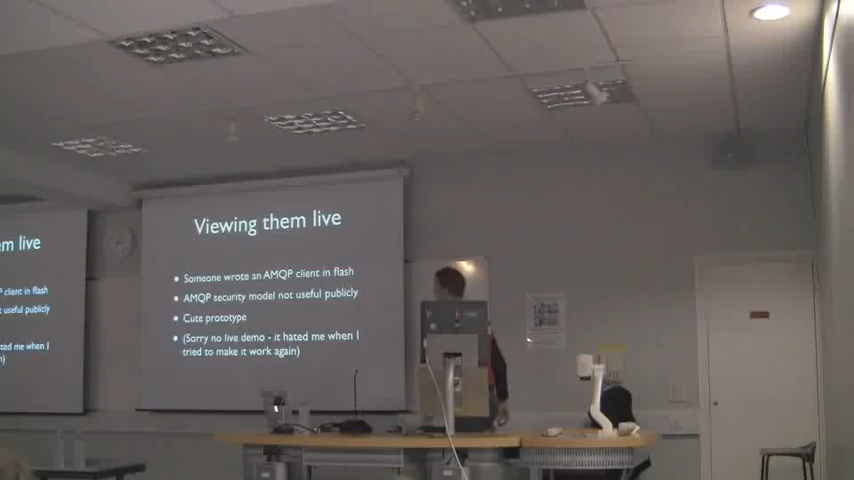 em live
P client in flash
ot useful publicly
ted me when I
n)
Viewing them live
Someone wrote an AMQP client in flash
AMQP security model not useful publicly
Cute prototype
(Sorry no live demo - it hated me when I
tried to make it work again)